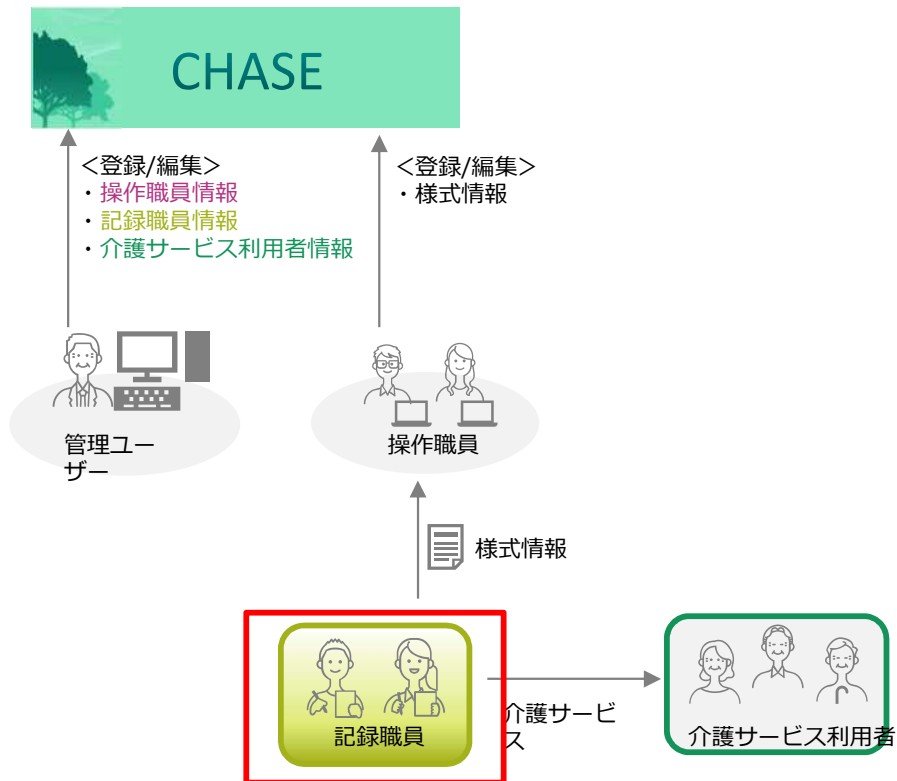 CHASE
＜登録/編集＞
・操作職員情報
・記録職員情報
・介護サービス利用者情報
＜登録/編集＞
・様式情報
管理ユー
ザー
操作職員
様式情報
記録職員
介護サービ
ス
介護サービス利用者